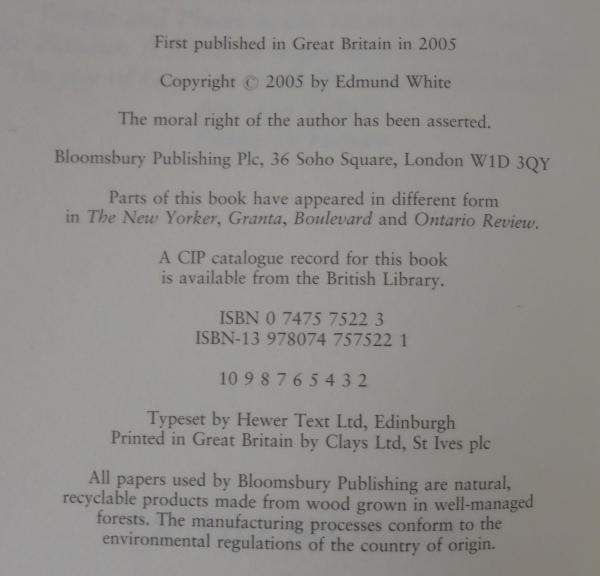 First published in Great Britain in 2005
Copyright © 2005 by Edmund White
The moral right of the author has been asserted.
Bloomsbury Publishing Plc, 36 Soho Square, London W1D 3QY
Parts of this book have appeared in different form
in The New Yorker, Granta, Boulevard and Ontario Review.
A CIP catalogue record for this book
is available from the British Library.
ISBN 0 7475 7522 3
ISBN-13 978074 757522 1
10 9 8 7 6 5 4 3 2
Typeset by Hewer Text Ltd, Edinburgh
Printed in Great Britain by Clays Ltd, St Ives plc
All papers used by Bloomsbury Publishing are natural,
recyclable products made from wood grown in well-managed
forests. The manufacturing processes conform to the
environmental regulations of the country of origin.